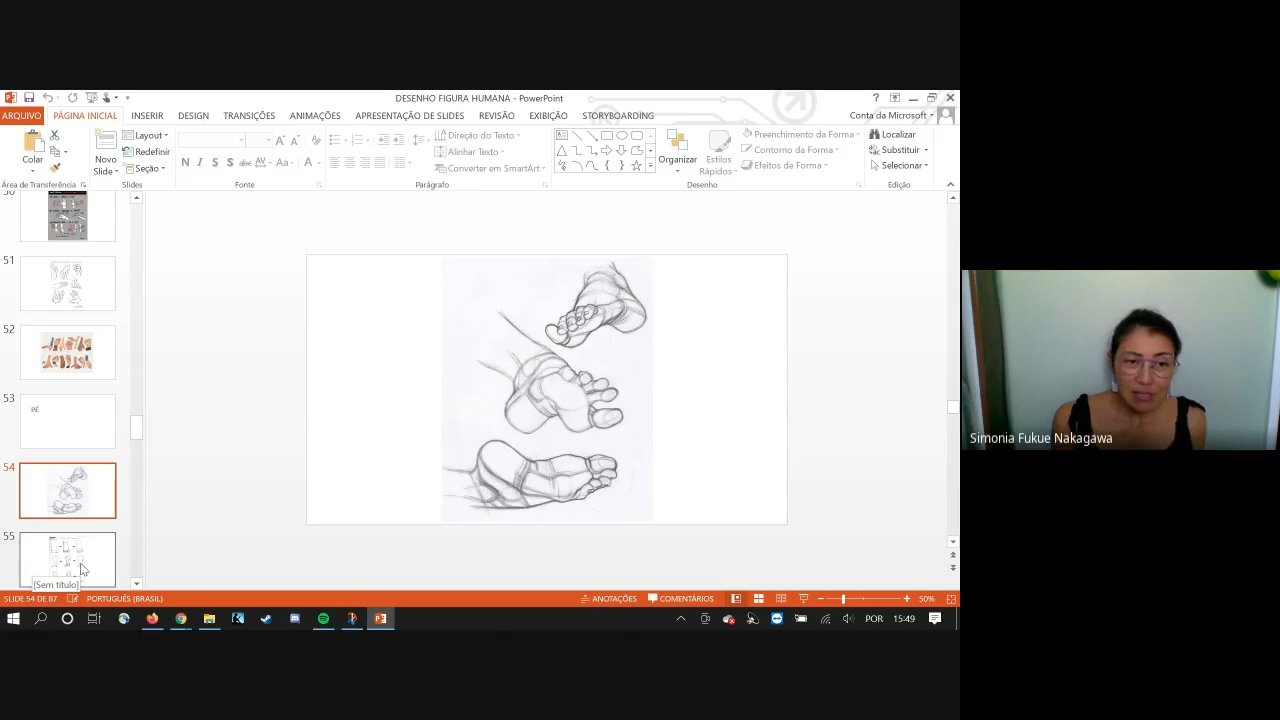 DESENHO FIGURA HUMANA - PowerPoint
?
ARQUIVO PÁGINA INICIAL INSERIR DESIGN TRANSIÇÕES ANIMAÇÕES APRESENTAÇÃO DE SLIDES REVISÃO EXIBIÇÃO STORYBOARDING Conta da Microsoft
Colar
Novo
Slide
Layout
Redefinir
Seção
N I S S abc AV Aa A
Direção do Texto
Alinhar Texto
Converter em SmartArt
Organizar
Estilos
Rápidos
Preenchimento da Forma
Contorno da Forma
Efeitos de Forma
Localizar
Substituir
Selecionar
Área de Transferência Slides Fonte Parágrafo Desenho Edição
50
51
52
53
PÉ
54
55
[Sem título]
SLIDE 54 DE 87 PORTUGUÊS (BRASIL) ANOTAÇÕES COMENTÁRIOS 50%
POR 15:49
Simonia Fukue Nakagawa